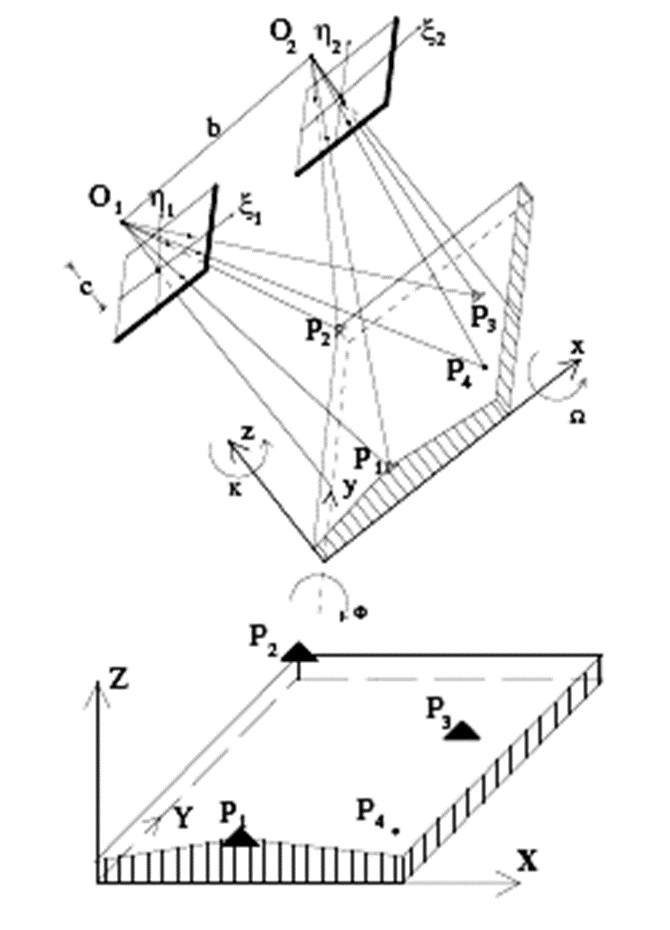 O₂ η₂ ξ₂
b
O₁ η₁ ξ₁
c
P₂ P₃
P₄ x
Ω
z P₁
κ y
Φ
P₂
Z
P₃
Y P₁ P₄
X